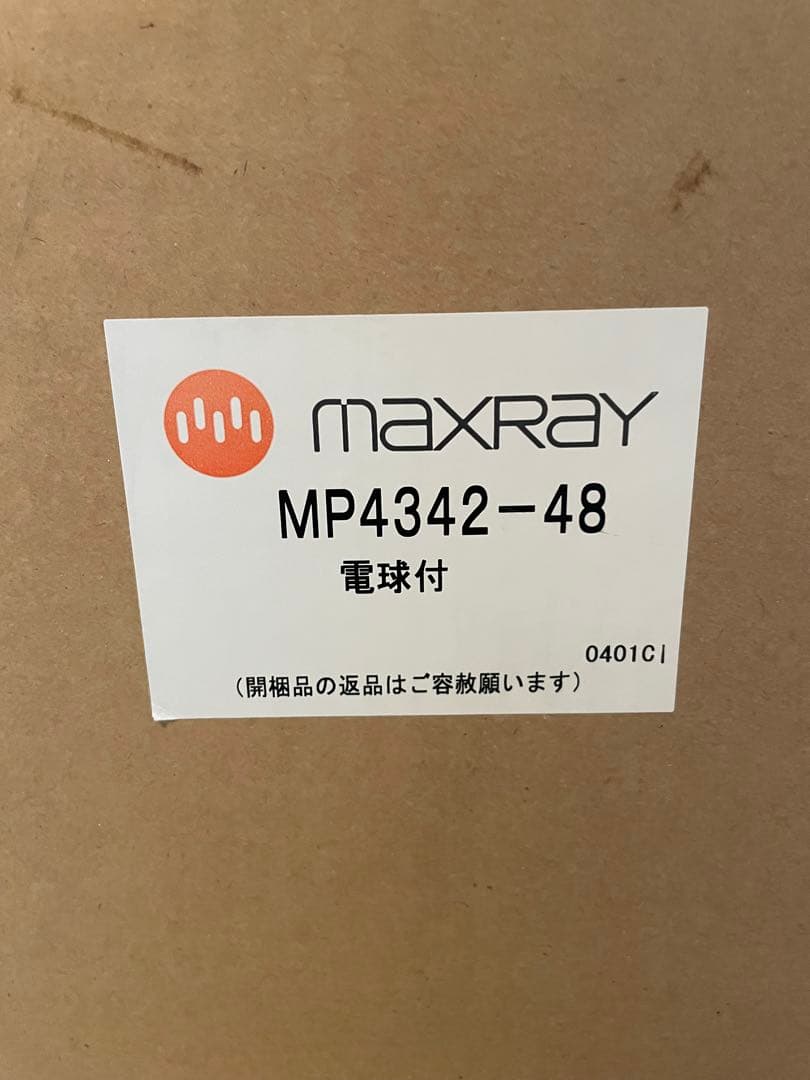 maxray
MP4342-48
電球付
0401C|
(開梱品の返品はご容赦願います)